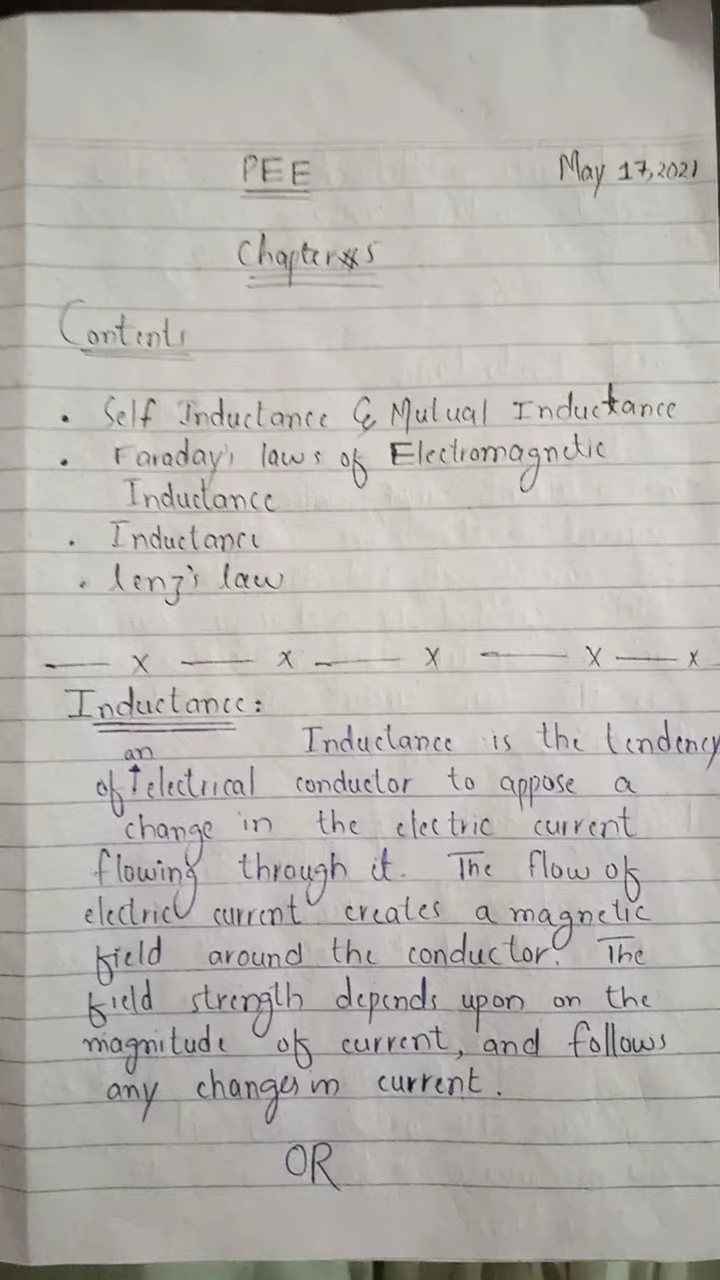 PEE
May 17, 2021
Chapter#5
Contents
• Self Inductance & Mutual Inductance
• Faraday's laws of Electromagnetic
Inductance
• Inductance
• lenz's law
— x — x — x — x — x
Inductance:
Inductance is the tendency
of an electrical conductor to appose a
change in the electric current
flowing through it. The flow of
electric current creates a magnetic
field around the conductor. The
field strength depends upon on the
magnitude of current, and follows
any changes in current.
OR